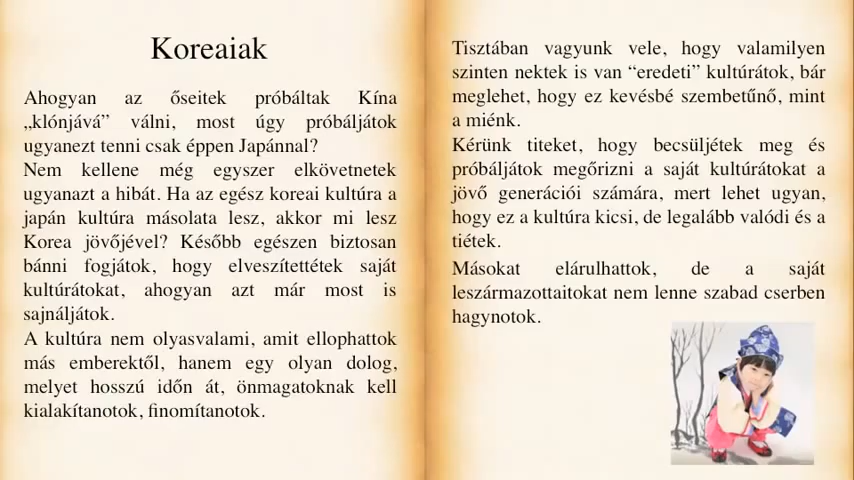 Koreaiak
Ahogyan az őseitek próbáltak Kína
„klónjává” válni, most úgy próbáljátok
ugyanezt tenni csak éppen Japánnal?
Nem kellene még egyszer elkövetnetek
ugyanazt a hibát. Ha az egész koreai kultúra a
japán kultúra másolata lesz, akkor mi lesz
Korea jövőjével? Később egészen biztosan
bánni fogjátok, hogy elveszítettétek saját
kultúrátokat, ahogyan azt már most is
sajnáljátok.
A kultúra nem olyasvalami, amit ellophattok
más emberektől, hanem egy olyan dolog,
melyet hosszú időn át, önmagatoknak kell
kialakítanotok, finomítanotok.
Tisztában vagyunk vele, hogy valamilyen
szinten nektek is van “eredeti” kultúrátok, bár
meglehet, hogy ez kevésbé szembetűnő, mint
a miénk.
Kérünk titeket, hogy becsüljétek meg és
próbáljátok megőrizni a saját kultúrátokat a
jövő generációi számára, mert lehet ugyan,
hogy ez a kultúra kicsi, de legalább valódi és a
tiétek.
Másokat elárulhattok, de a saját
leszármazottaitokat nem lenne szabad cserben
hagynotok.